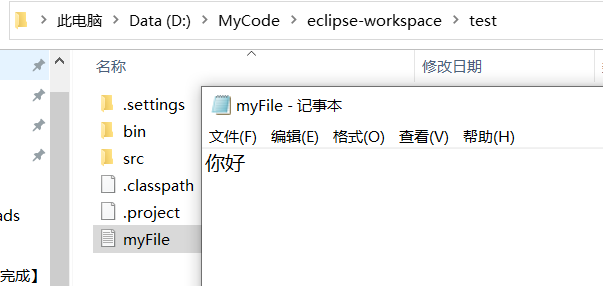 此电脑 > Data (D:) > MyCode > eclipse-workspace > test
名称 修改日期
.settings
bin
src
.classpath
.project
myFile
myFile - 记事本
文件(F) 编辑(E) 格式(O) 查看(V) 帮助(H)
你好
ads
完成】